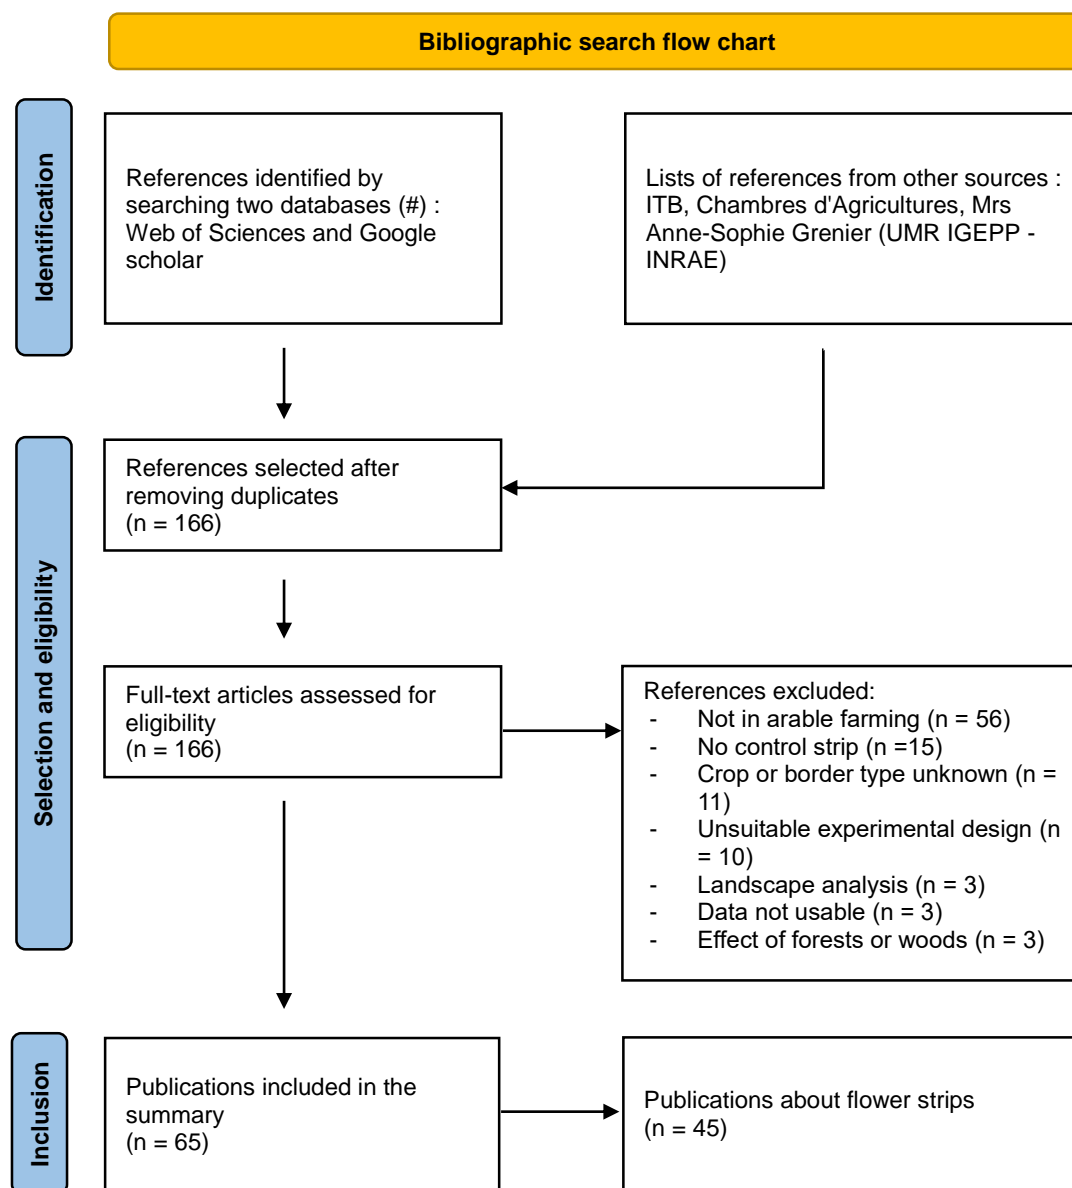 Bibliographic search flow chart
Identification
References identified by
searching two databases (#) :
Web of Sciences and Google
scholar
Lists of references from other sources :
ITB, Chambres d'Agricultures, Mrs
Anne-Sophie Grenier (UMR IGEPP -
INRAE)
Selection and eligibility
References selected after
removing duplicates
(n = 166)
Full-text articles assessed for
eligibility
(n = 166)
References excluded:
- Not in arable farming (n = 56)
- No control strip (n =15)
- Crop or border type unknown (n =
11)
- Unsuitable experimental design (n
= 10)
- Landscape analysis (n = 3)
- Data not usable (n = 3)
- Effect of forests or woods (n = 3)
Inclusion
Publications included in the
summary
(n = 65)
Publications about flower strips
(n = 45)